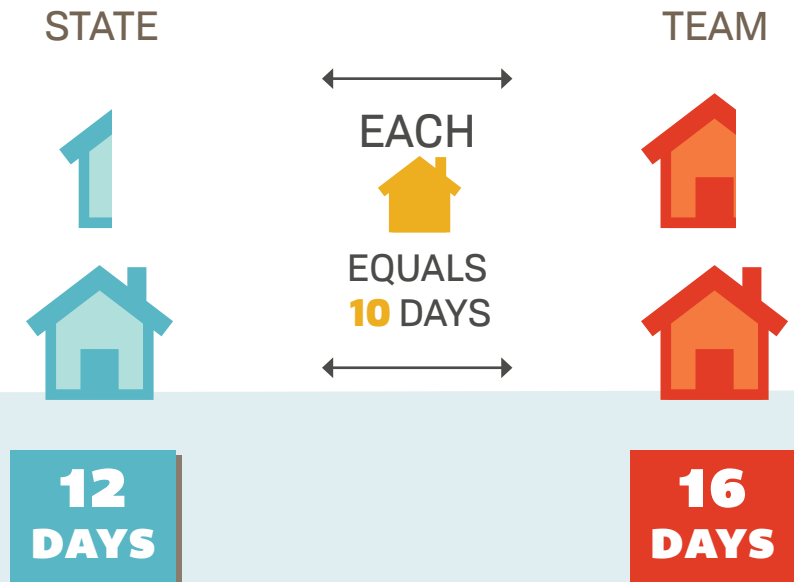 STATE
TEAM
EACH
EQUALS
10 DAYS
12
DAYS
16
DAYS